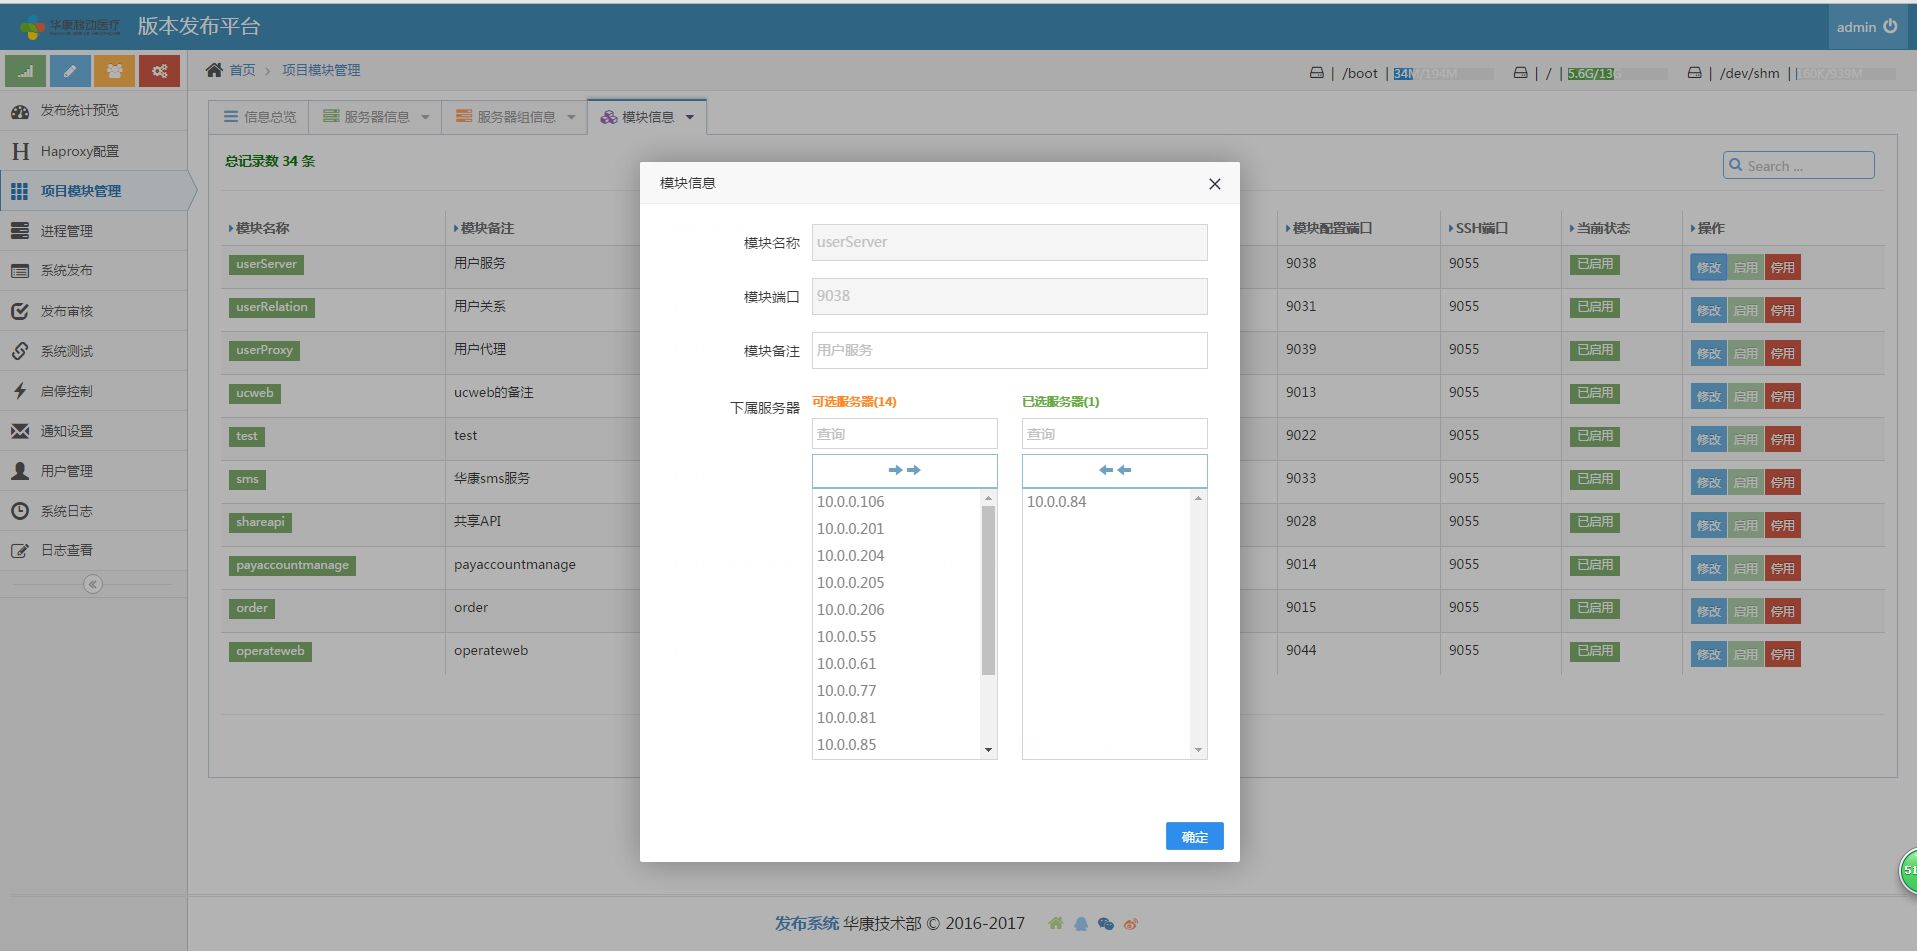 华康移动医疗
版本发布平台
admin
首页
项目模块管理
| /boot | 34M/194M
| / | 5.6G/13G
| /dev/shm | 160K/939M
发布统计预览
Haproxy配置
项目模块管理
进程管理
系统发布
发布审核
系统测试
启停控制
通知设置
用户管理
系统日志
日志查看
信息总览
服务器信息
服务器组信息
模块信息
总记录数 34 条
Search ...
模块名称 模块备注 模块配置端口 SSH端口 当前状态 操作
userServer 用户服务 9038 9055 已启用 修改 启用 停用
userRelation 用户关系 9031 9055 已启用 修改 启用 停用
userProxy 用户代理 9039 9055 已启用 修改 启用 停用
ucweb ucweb的备注 9013 9055 已启用 修改 启用 停用
test test 9022 9055 已启用 修改 启用 停用
sms 华康sms服务 9033 9055 已启用 修改 启用 停用
shareapi 共享API 9028 9055 已启用 修改 启用 停用
payaccountmanage payaccountmanage 9014 9055 已启用 修改 启用 停用
order order 9015 9055 已启用 修改 启用 停用
operateweb operateweb 9044 9055 已启用 修改 启用 停用
模块信息
模块名称 userServer
模块端口 9038
模块备注 用户服务
下属服务器
可选服务器(14)
查询
10.0.0.106
10.0.0.201
10.0.0.204
10.0.0.205
10.0.0.206
10.0.0.55
10.0.0.61
10.0.0.77
10.0.0.81
10.0.0.85
已选服务器(1)
查询
10.0.0.84
确定
51
发布系统 华康技术部 © 2016-2017